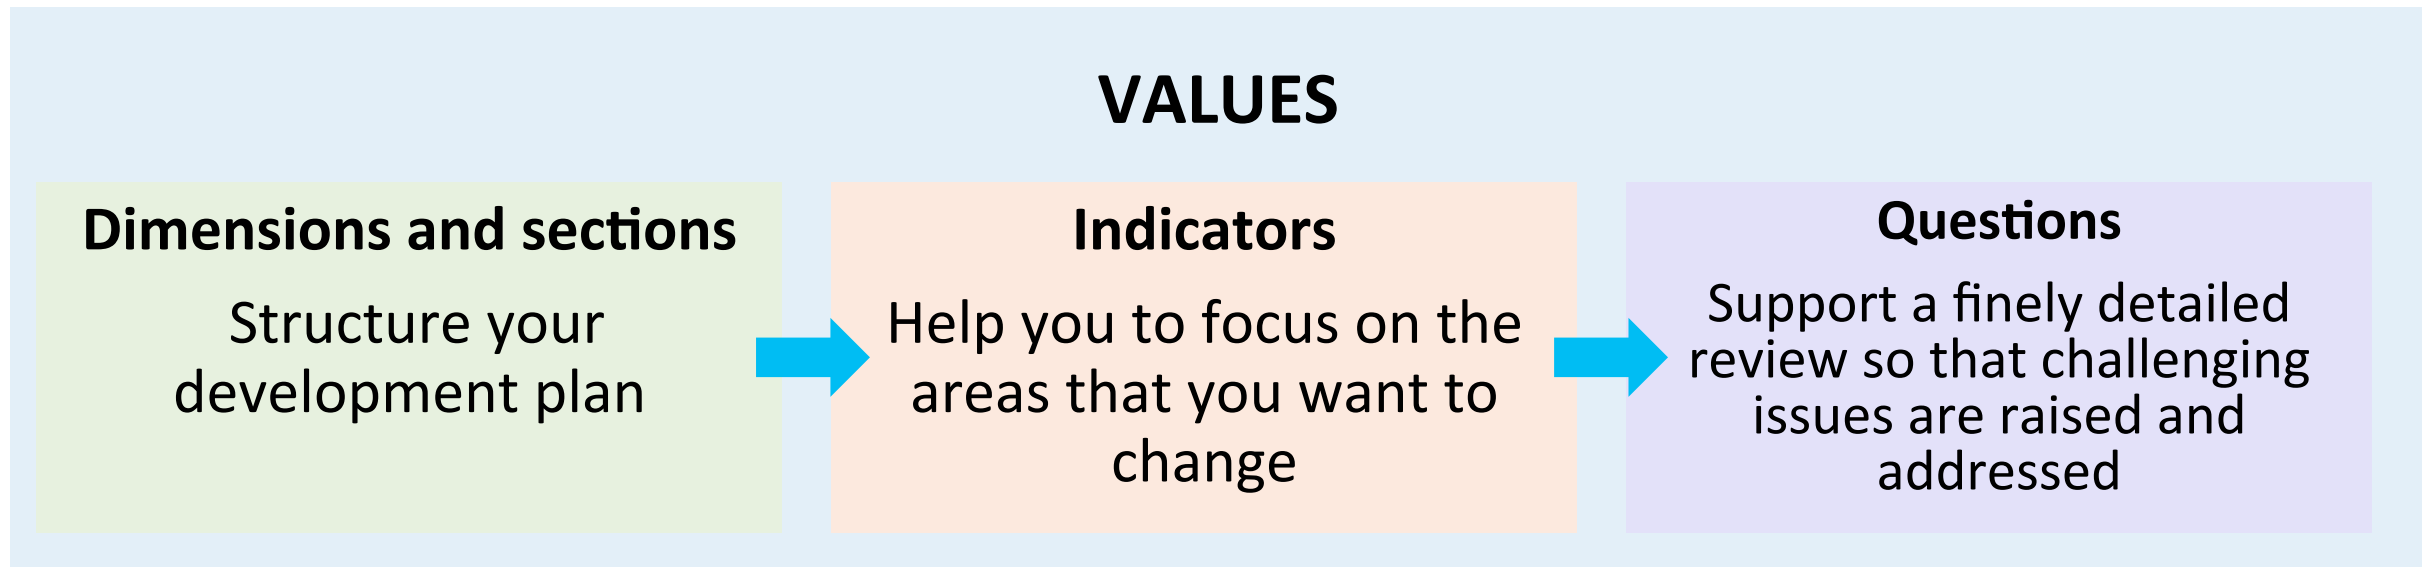 VALUES
Dimensions and sections
Structure your
development plan
Indicators
Help you to focus on the
areas that you want to
change
Questions
Support a finely detailed
review so that challenging
issues are raised and
addressed